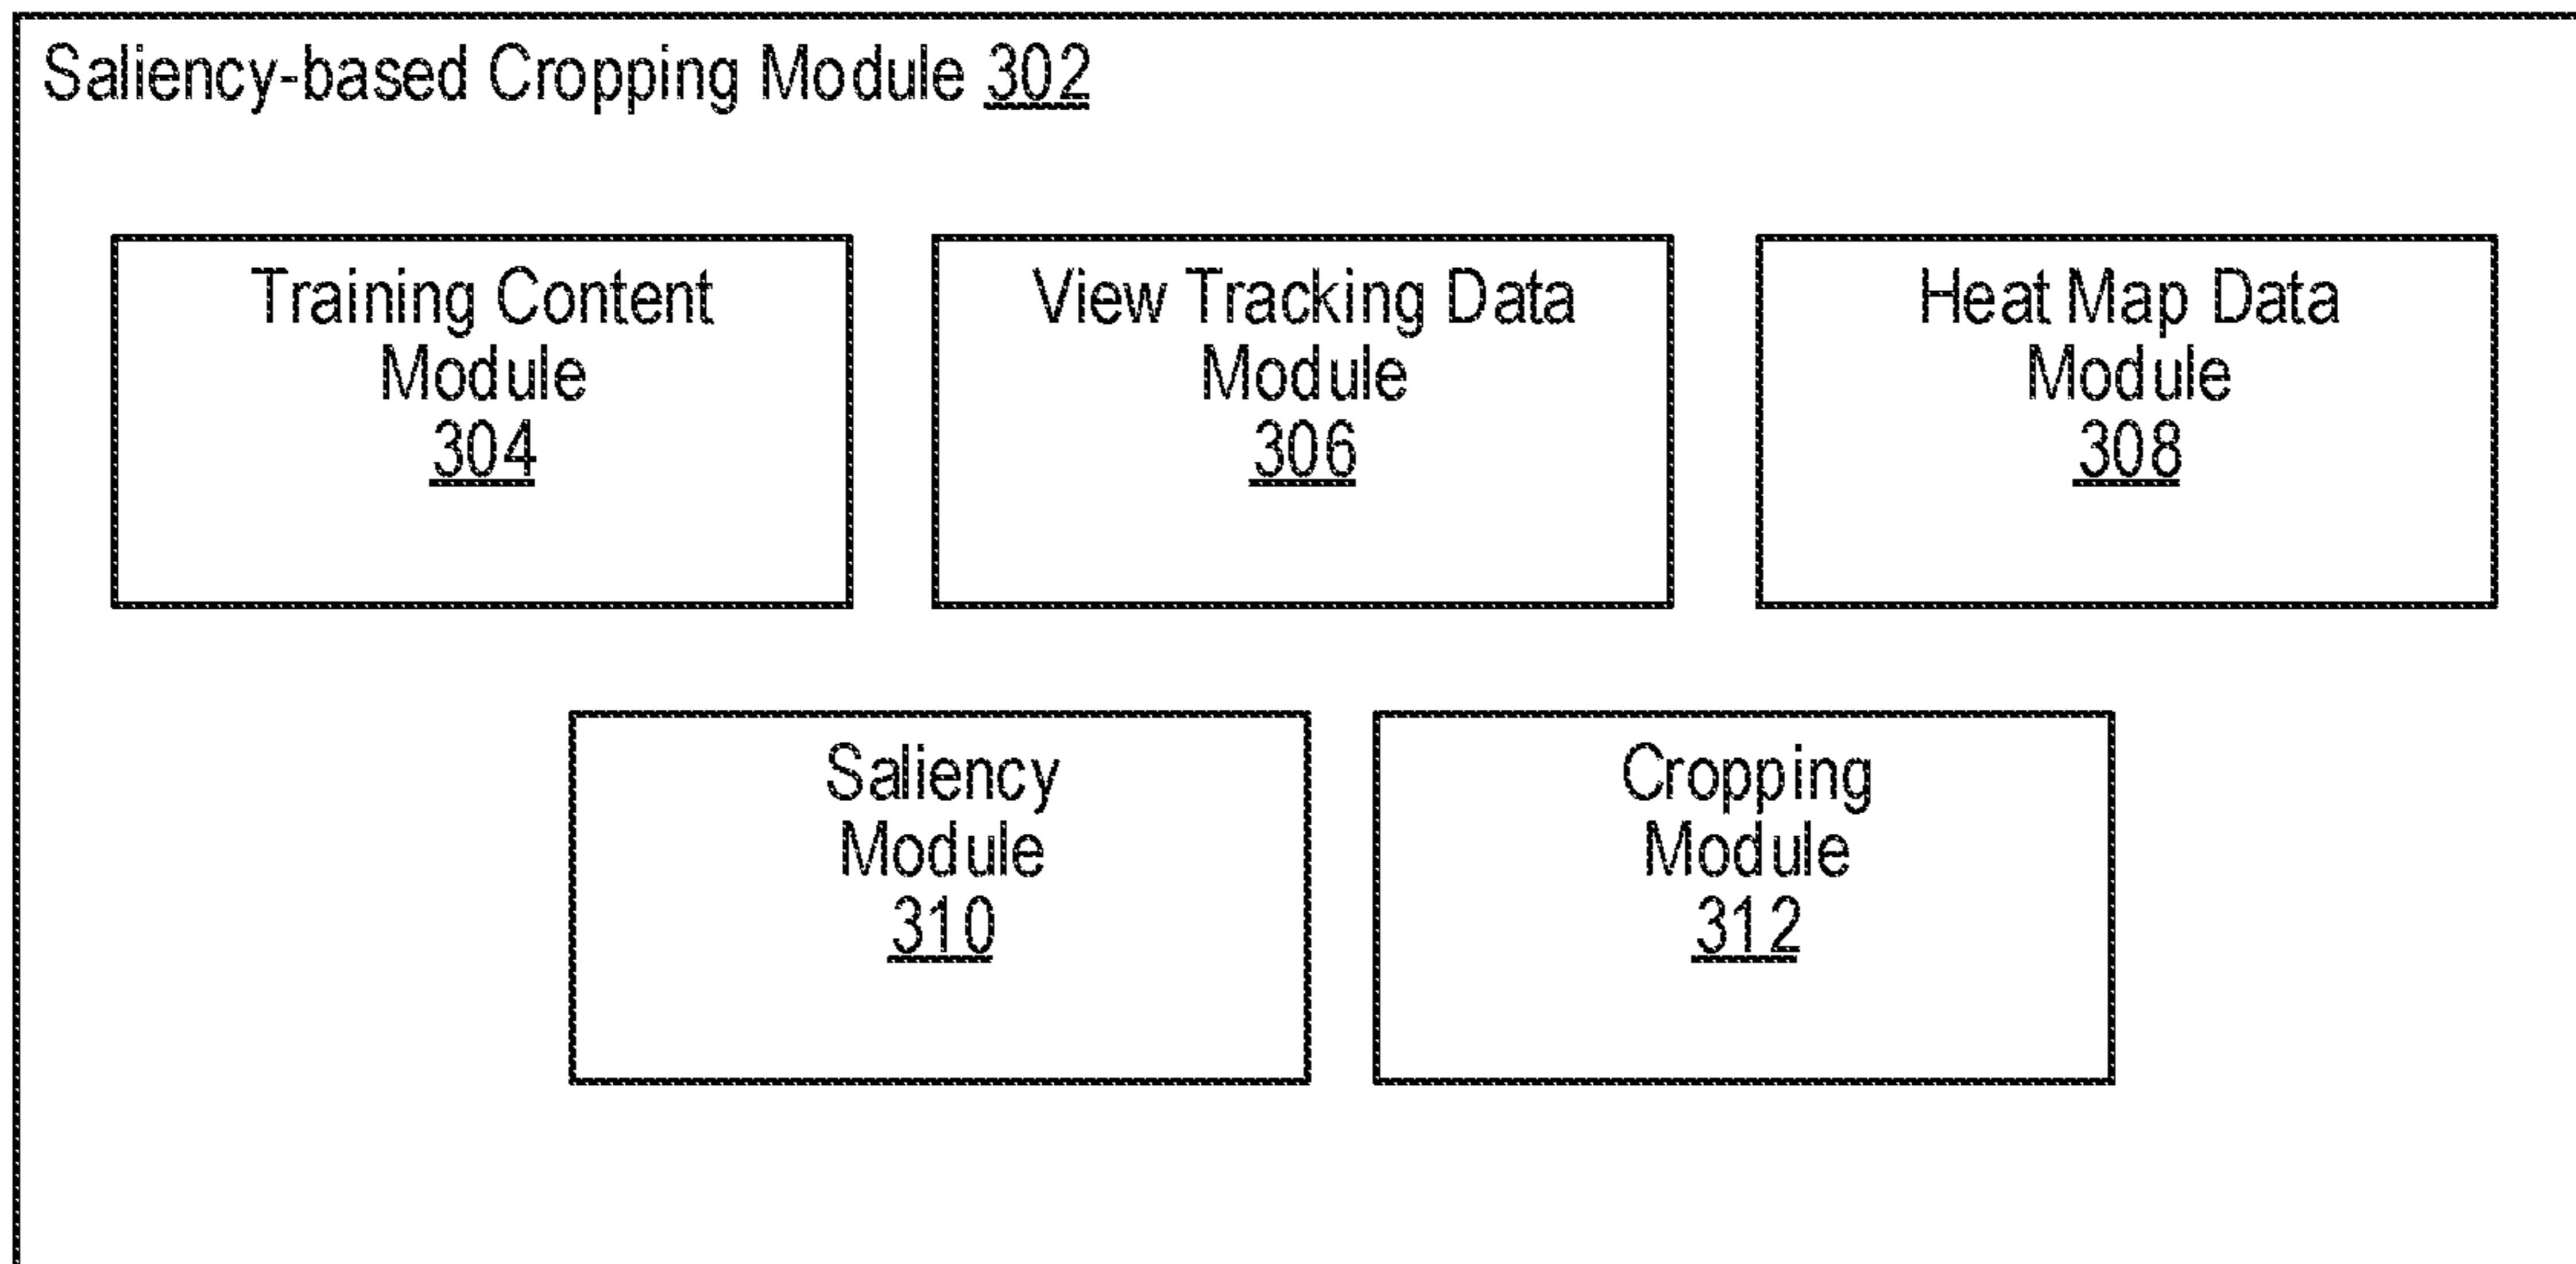 Saliency-based Cropping Module 302
Training Content
Module
304
View Tracking Data
Module
306
Heat Map Data
Module
308
Saliency
Module
310
Cropping
Module
312